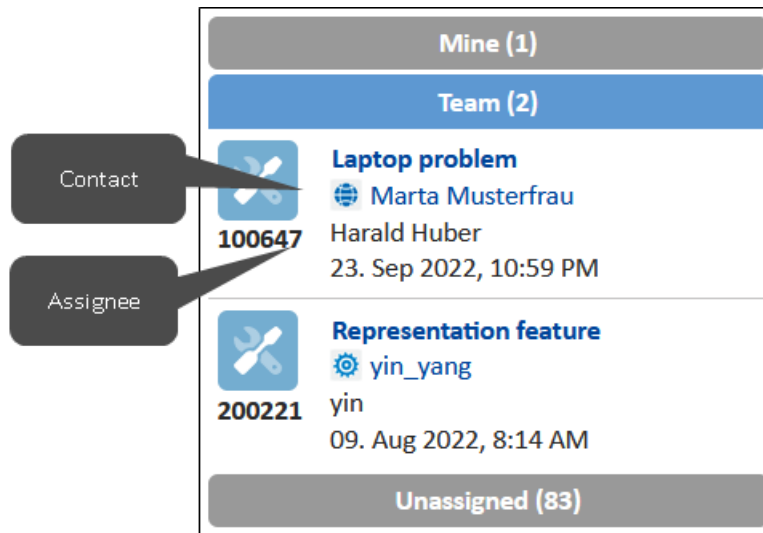 Mine (1)
Team (2)
Contact
Laptop problem
Marta Musterfrau
100647
Harald Huber
23. Sep 2022, 10:59 PM
Assignee
Representation feature
yin_yang
200221
yin
09. Aug 2022, 8:14 AM
Unassigned (83)